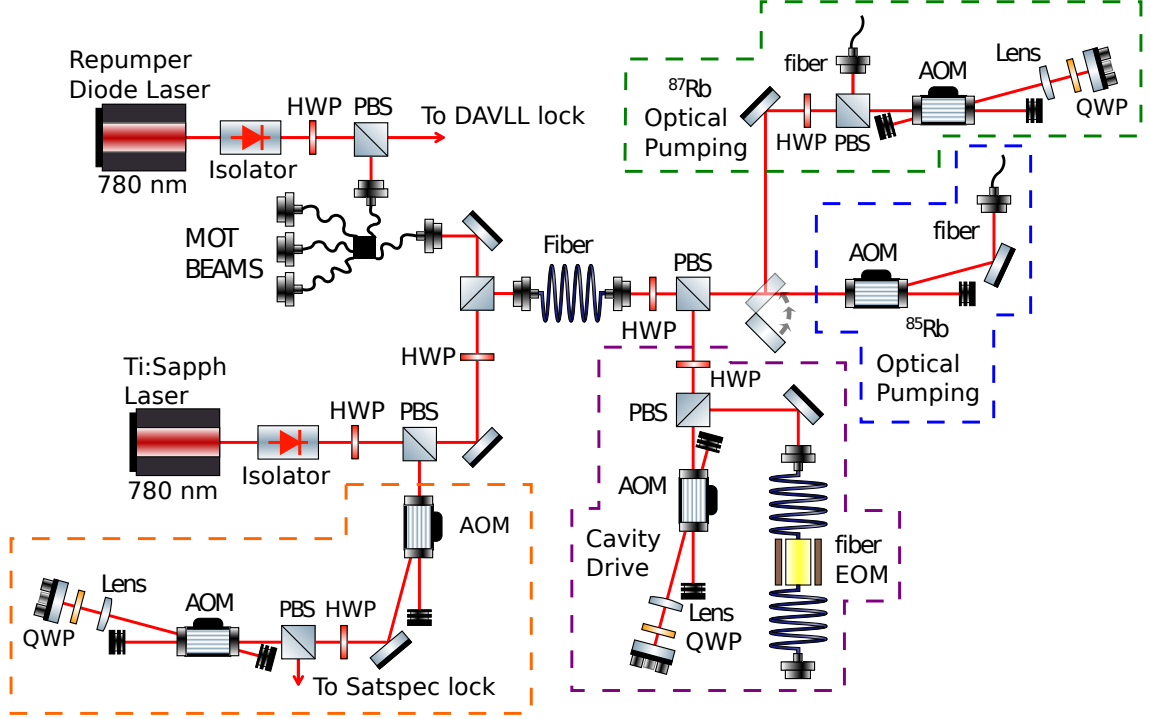 Repumper
Diode Laser
780 nm
Isolator
HWP
PBS
To DAVLL lock
MOT
BEAMS
Fiber
HWP
PBS
HWP
Ti:Sapph
Laser
780 nm
Isolator
HWP
PBS
AOM
Lens
QWP
AOM
PBS
HWP
To Satspec lock
87Rb
Optical
Pumping
fiber
HWP
PBS
AOM
Lens
QWP
AOM
fiber
85Rb
Optical
Pumping
HWP
PBS
AOM
Cavity
Drive
Lens
QWP
fiber
EOM